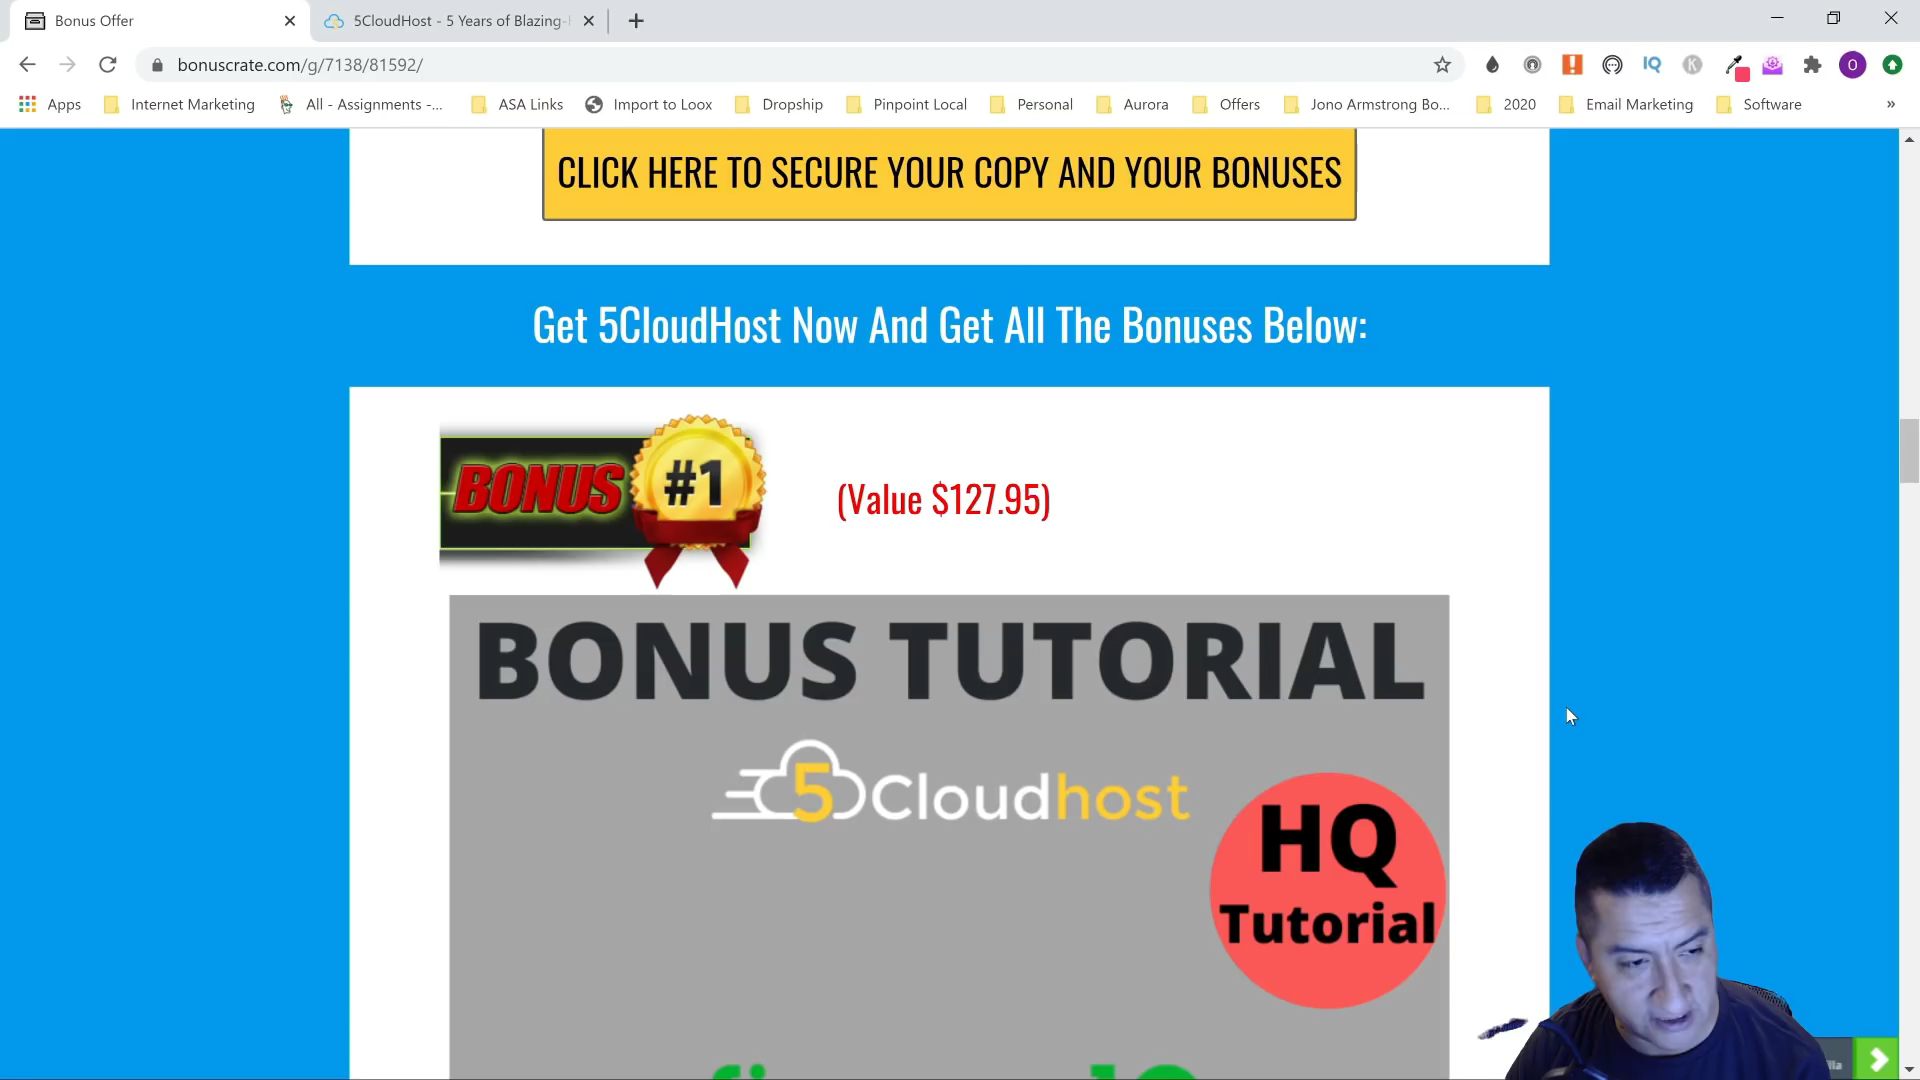 Bonus Offer
5CloudHost - 5 Years of Blazing-
bonuscrate.com/g/7138/81592/
IQ
K
O
Apps
Internet Marketing
All - Assignments -...
ASA Links
Import to Loox
Dropship
Pinpoint Local
Personal
Aurora
Offers
Jono Armstrong Bo...
2020
Email Marketing
Software
»
CLICK HERE TO SECURE YOUR COPY AND YOUR BONUSES
Get 5CloudHost Now And Get All The Bonuses Below:
BONUS
#1
(Value $127.95)
BONUS TUTORIAL
5Cloudhost
HQ
Tutorial